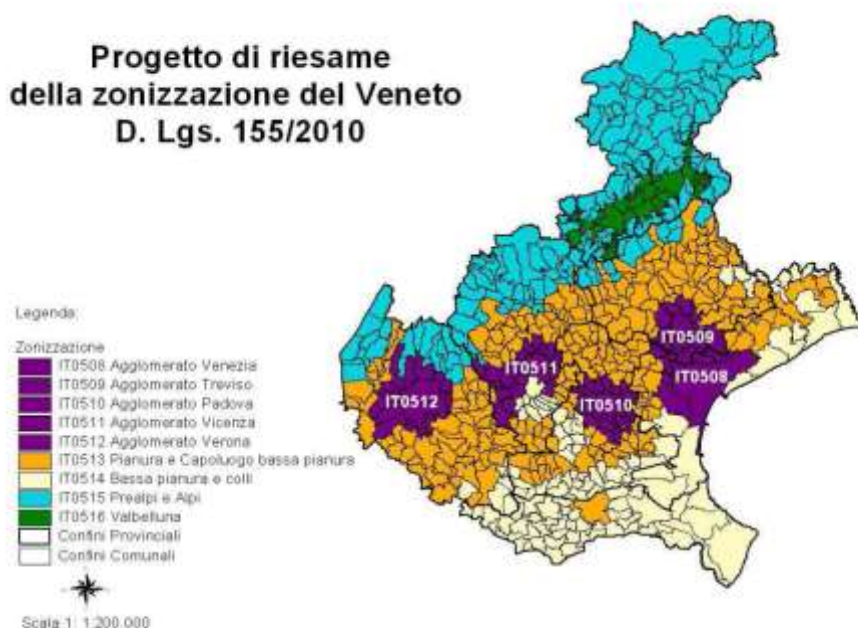 Progetto di riesame
della zonizzazione del Veneto
D. Lgs. 155/2010
Legenda:
Zonizzazione
IT0508 Agglomerato Venezia
IT0509 Agglomerato Treviso
IT0510 Agglomerato Padova
IT0511 Agglomerato Vicenza
IT0512 Agglomerato Verona
IT0513 Pianura e Capoluogo bassa pianura
IT0514 Bassa pianura e colli
IT0515 Prealpi e Alpi
IT0516 Valbelluna
Confini Provinciali
Confini Comunali
Scala 1: 1:200.000
IT0509
IT0511
IT0508
IT0512
IT0510